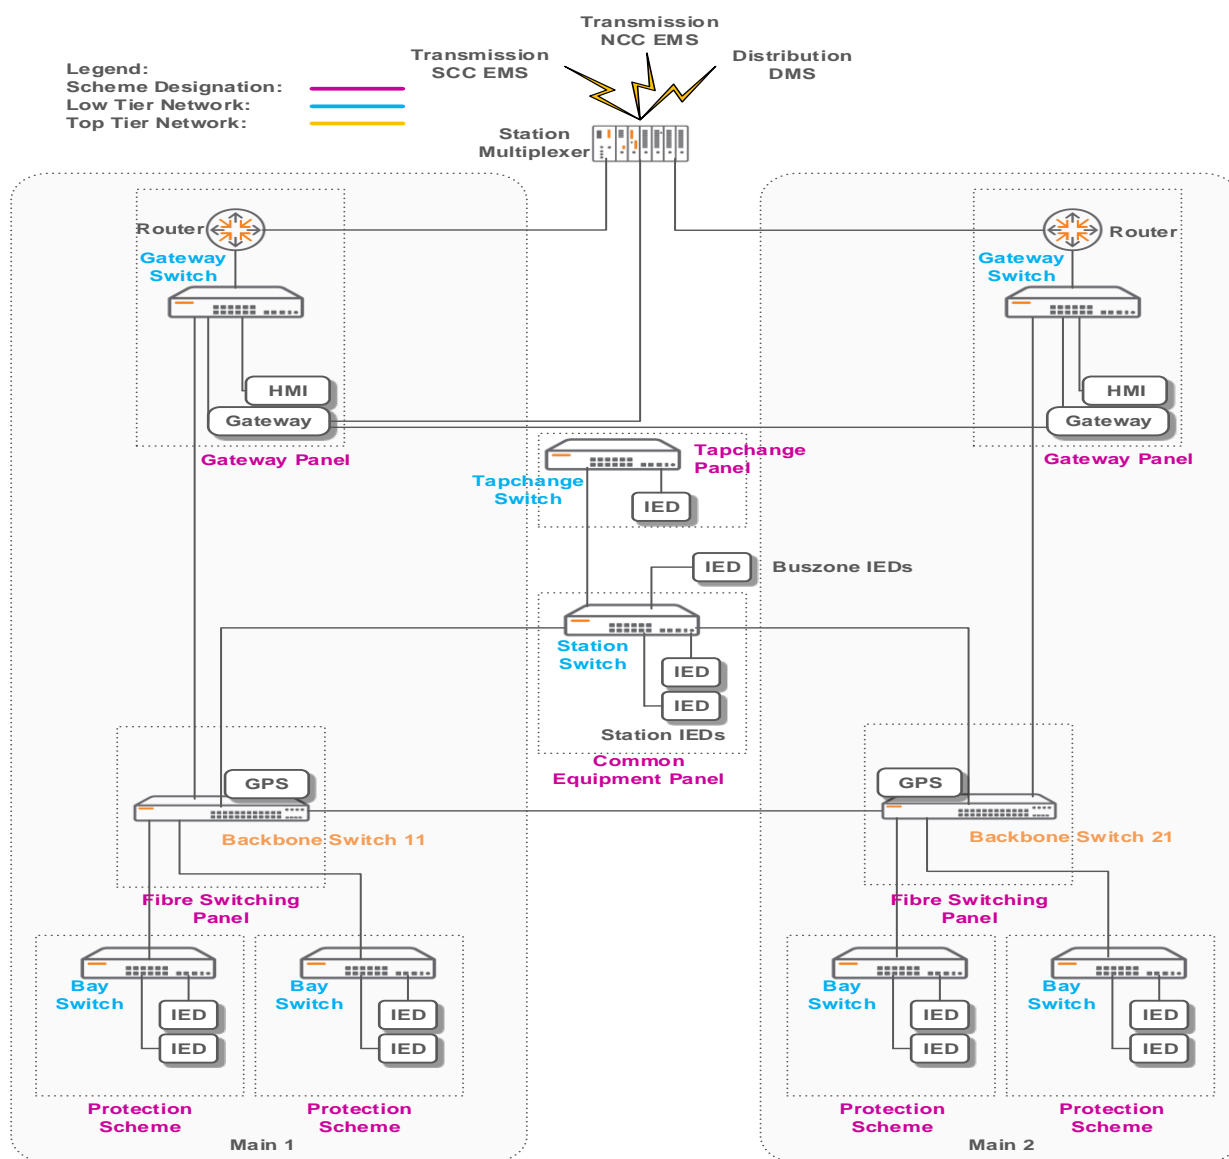 Transmission
NCC EMS
Transmission
SCC EMS
Distribution
DMS
Legend:
Scheme Designation:
Low Tier Network:
Top Tier Network:
Station
Multiplexer
Router
Gateway
Switch
HMI
Gateway
Gateway Panel
Router
Gateway
Switch
HMI
Gateway
Gateway Panel
Tapchange
Panel
Tapchange
Switch
IED
IED
Buszone IEDs
Station
Switch
IED
IED
Station IEDs
Common
Equipment Panel
GPS
Backbone Switch 11
Fibre Switching
Panel
GPS
Backbone Switch 21
Fibre Switching
Panel
Bay
Switch
IED
IED
Protection
Scheme
Bay
Switch
IED
IED
Protection
Scheme
Main 1
Bay
Switch
IED
IED
Protection
Scheme
Bay
Switch
IED
IED
Protection
Scheme
Main 2